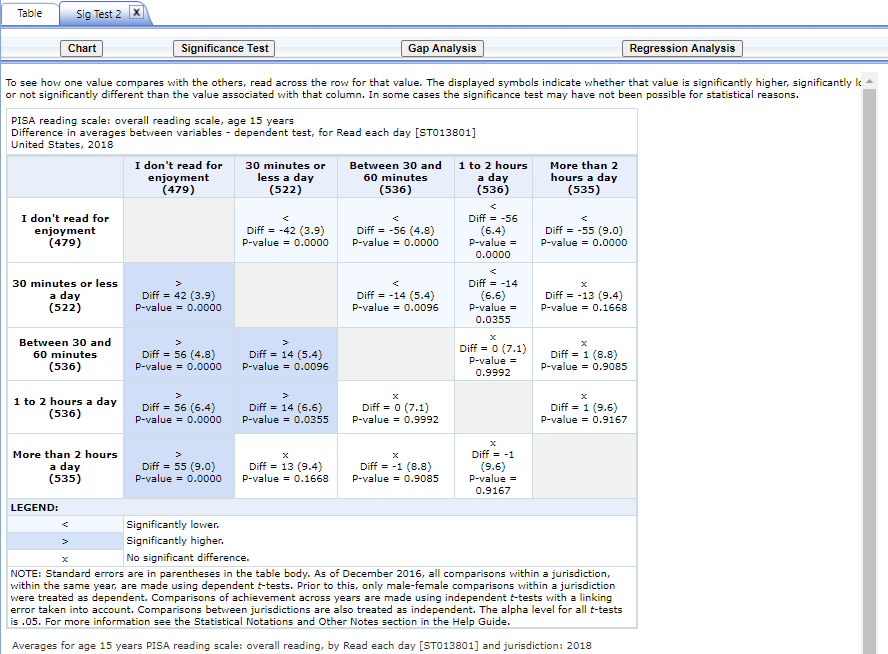 Table
Sig Test 2 X
Chart
Significance Test
Gap Analysis
Regression Analysis
To see how one value compares with the others, read across the row for that value. The displayed symbols indicate whether that value is significantly higher, significantly
or not significantly different than the value associated with that column. In some cases the significance test may have not been possible for statistical reasons.
PISA reading scale: overall reading scale, age 15 years
Difference in averages between variables - dependent test, for Read each day [ST013801]
United States, 2018
I don't read for
enjoyment
(479)
30 minutes or
less a day
(522)
Between 30 and
60 minutes
(536)
1 to 2 hours
a day
(536)
More than 2
hours a day
(535)
I don't read for
enjoyment
(479)
<
Diff = -42 (3.9)
P-value = 0.0000
<
Diff = -56 (4.8)
P-value = 0.0000
<
Diff = -56
(6.4)
P-value =
0.0000
<
Diff = -55 (9.0)
P-value = 0.0000
30 minutes or less
a day
(522)
>
Diff = 42 (3.9)
P-value = 0.0000
<
Diff = -14 (5.4)
P-value = 0.0096
<
Diff = -14
(6.6)
P-value =
0.0355
x
Diff = -13 (9.4)
P-value = 0.1668
Between 30 and
60 minutes
(536)
>
Diff = 56 (4.8)
P-value = 0.0000
>
Diff = 14 (5.4)
P-value = 0.0096
x
Diff = 0 (7.1)
P-value =
0.9992
x
Diff = 1 (8.8)
P-value = 0.9085
1 to 2 hours a day
(536)
>
Diff = 56 (6.4)
P-value = 0.0000
>
Diff = 14 (6.6)
P-value = 0.0355
x
Diff = 0 (7.1)
P-value = 0.9992
x
Diff = 1 (9.6)
P-value = 0.9167
More than 2 hours
a day
(535)
>
Diff = 55 (9.0)
P-value = 0.0000
x
Diff = 13 (9.4)
P-value = 0.1668
x
Diff = -1 (8.8)
P-value = 0.9085
x
Diff = -1
(9.6)
P-value =
0.9167
LEGEND:
< Significantly lower.
> Significantly higher.
x No significant difference.
NOTE: Standard errors are in parentheses in the table body. As of December 2016, all comparisons within a jurisdiction,
within the same year, are made using dependent t-tests. Prior to this, only male-female comparisons within a jurisdiction
were treated as dependent. Comparisons of achievement across years are made using independent t-tests with a linking
error taken into account. Comparisons between jurisdictions are also treated as independent. The alpha level for all t-tests
is .05. For more information see the Statistical Notations and Other Notes section in the Help Guide.
Averages for age 15 years PISA reading scale: overall reading, by Read each day [ST013801] and jurisdiction: 2018